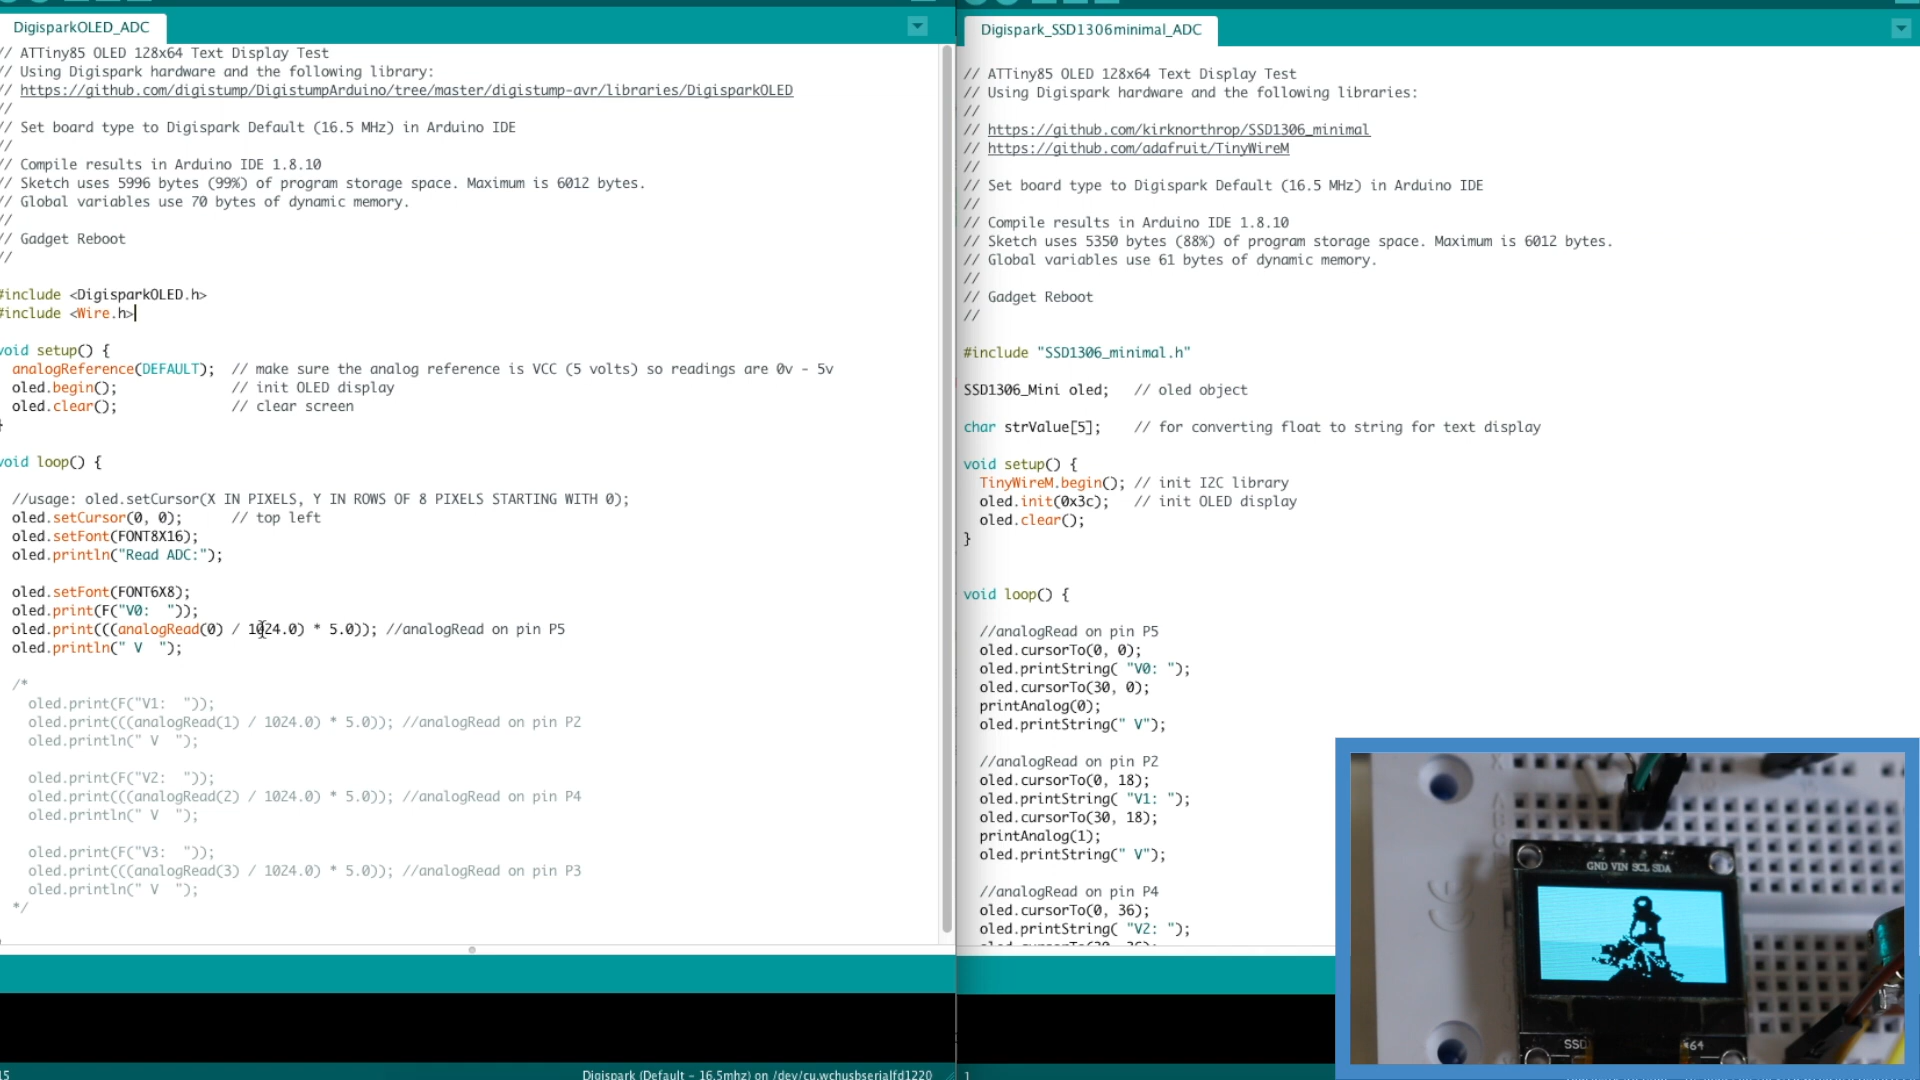 DigisparkOLED_ADC
// ATTiny85 OLED 128x64 Text Display Test
// Using Digispark hardware and the following library:
// https://github.com/digistump/DigistumpArduino/tree/master/digistump-avr/libraries/DigisparkOLED
//
// Set board type to Digispark Default (16.5 MHz) in Arduino IDE
//
// Compile results in Arduino IDE 1.8.10
// Sketch uses 5996 bytes (99%) of program storage space. Maximum is 6012 bytes.
// Global variables use 70 bytes of dynamic memory.
//
// Gadget Reboot
//
#include <DigisparkOLED.h>
#include <Wire.h>
void setup() {
analogReference(DEFAULT); // make sure the analog reference is VCC (5 volts) so readings are 0v - 5v
oled.begin(); // init OLED display
oled.clear(); // clear screen
}
void loop() {
//usage: oled.setCursor(X IN PIXELS, Y IN ROWS OF 8 PIXELS STARTING WITH 0);
oled.setCursor(0, 0); // top left
oled.setFont(FONT8X16);
oled.println("Read ADC:");
oled.setFont(FONT6X8);
oled.print(F("V0:  "));
oled.print(((analogRead(0) / 1024.0) * 5.0)); //analogRead on pin P5
oled.println(" V  ");
/*
oled.print(F("V1:  "));
oled.print(((analogRead(1) / 1024.0) * 5.0)); //analogRead on pin P2
oled.println(" V  ");
oled.print(F("V2:  "));
oled.print(((analogRead(2) / 1024.0) * 5.0)); //analogRead on pin P4
oled.println(" V  ");
oled.print(F("V3:  "));
oled.print(((analogRead(3) / 1024.0) * 5.0)); //analogRead on pin P3
oled.println(" V  ");
*/
15
Digispark (Default - 16.5mhz) on /dev/cu.wchusbserialfd1220
Digispark_SSD1306minimal_ADC
// ATTiny85 OLED 128x64 Text Display Test
// Using Digispark hardware and the following libraries:
//
// https://github.com/kirknorthrop/SSD1306_minimal
// https://github.com/adafruit/TinyWireM
//
// Set board type to Digispark Default (16.5 MHz) in Arduino IDE
//
// Compile results in Arduino IDE 1.8.10
// Sketch uses 5350 bytes (88%) of program storage space. Maximum is 6012 bytes.
// Global variables use 61 bytes of dynamic memory.
//
// Gadget Reboot
//
#include "SSD1306_minimal.h"
SSD1306_Mini oled; // oled object
char strValue[5]; // for converting float to string for text display
void setup() {
TinyWireM.begin(); // init I2C library
oled.init(0x3c); // init OLED display
oled.clear();
}
void loop() {
//analogRead on pin P5
oled.cursorTo(0, 0);
oled.printString( "V0: ");
oled.cursorTo(30, 0);
printAnalog(0);
oled.printString(" V");
//analogRead on pin P2
oled.cursorTo(0, 18);
oled.printString( "V1: ");
oled.cursorTo(30, 18);
printAnalog(1);
oled.printString(" V");
//analogRead on pin P4
oled.cursorTo(0, 36);
oled.printString( "V2: ");
oled.cursorTo(30, 36);
1
GND VIN SCL SDA
SSD
64